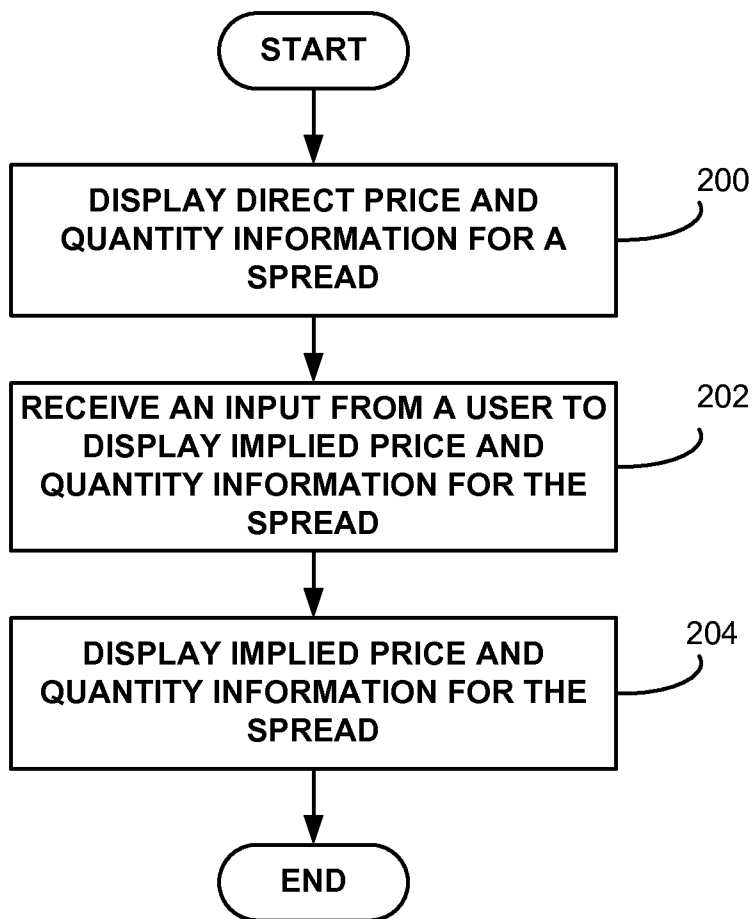 START
DISPLAY DIRECT PRICE AND
QUANTITY INFORMATION FOR A
SPREAD
200
RECEIVE AN INPUT FROM A USER TO
DISPLAY IMPLIED PRICE AND
QUANTITY INFORMATION FOR THE
SPREAD
202
DISPLAY IMPLIED PRICE AND
QUANTITY INFORMATION FOR THE
SPREAD
204
END